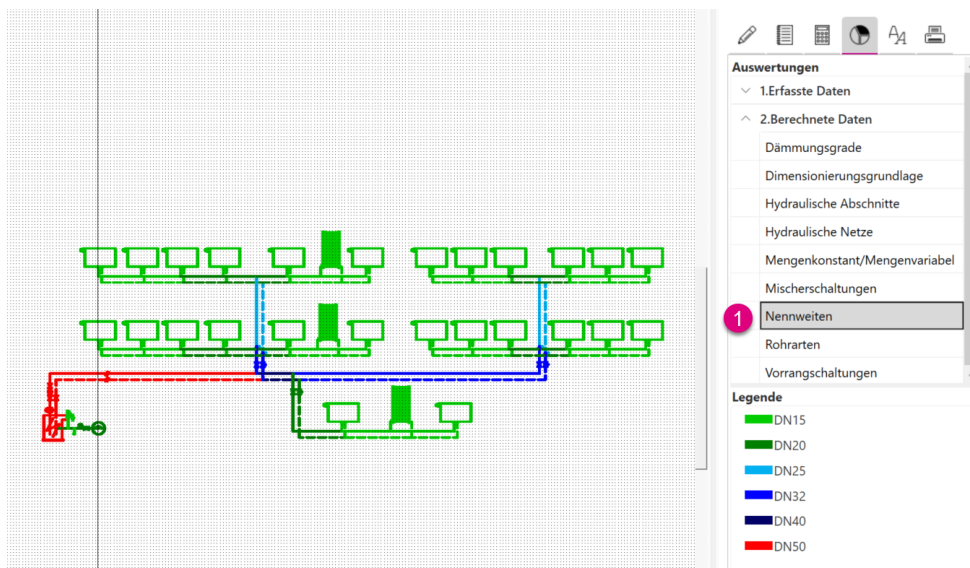 AA
Auswertungen
1.Erfasste Daten
2.Berechnete Daten
Dämmungsgrade
Dimensionierungsgrundlage
Hydraulische Abschnitte
Hydraulische Netze
Mengenkonstant/Mengenvariabel
Mischerschaltungen
1 Nennweiten
Rohrarten
Vorrangschaltungen
Legende
DN15
DN20
DN25
DN32
DN40
DN50